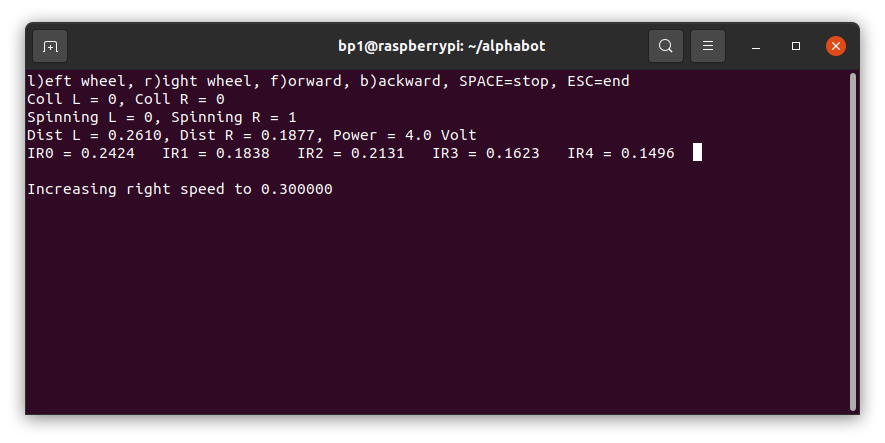 bp1@raspberrypi: ~/alphabot
l)eft wheel, r)ight wheel, f)orward, b)ackward, SPACE=stop, ESC=end
Coll L = 0, Coll R = 0
Spinning L = 0, Spinning R = 1
Dist L = 0.2610, Dist R = 0.1877, Power = 4.0 Volt
IR0 = 0.2424   IR1 = 0.1838   IR2 = 0.2131   IR3 = 0.1623   IR4 = 0.1496
Increasing right speed to 0.300000